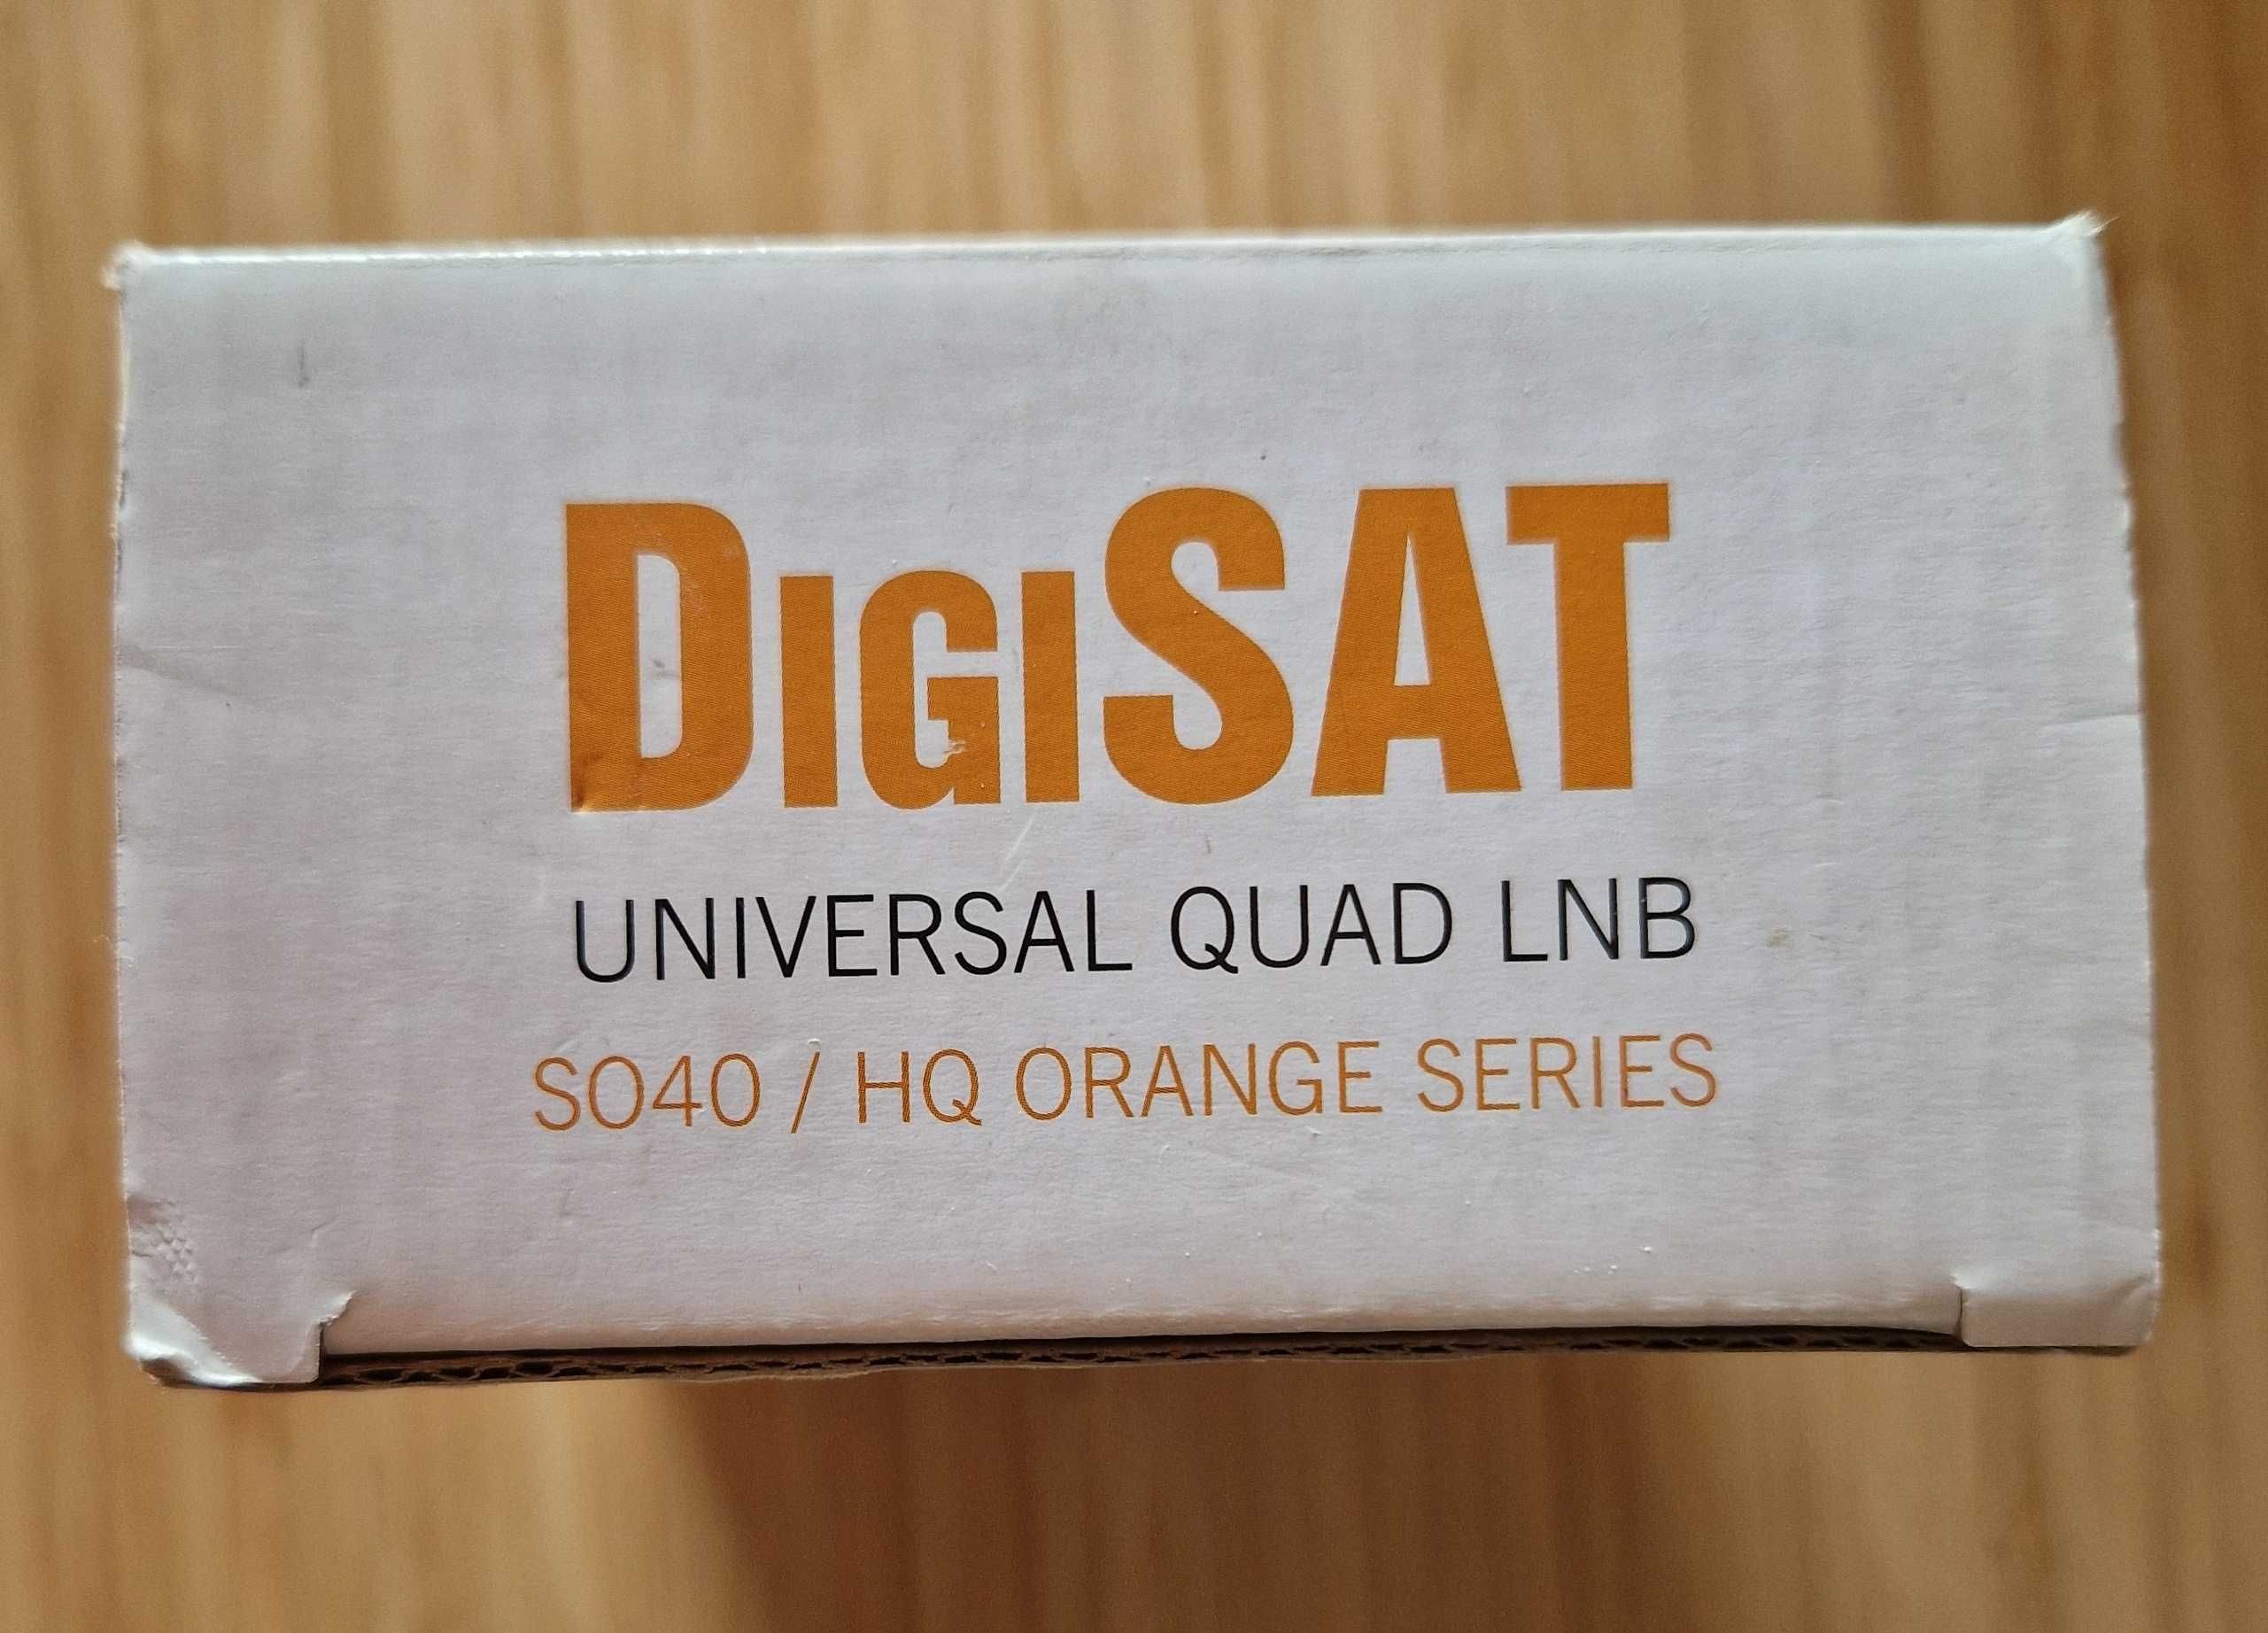 DIGISAT
UNIVERSAL QUAD LNB
SO40 / HQ ORANGE SERIES